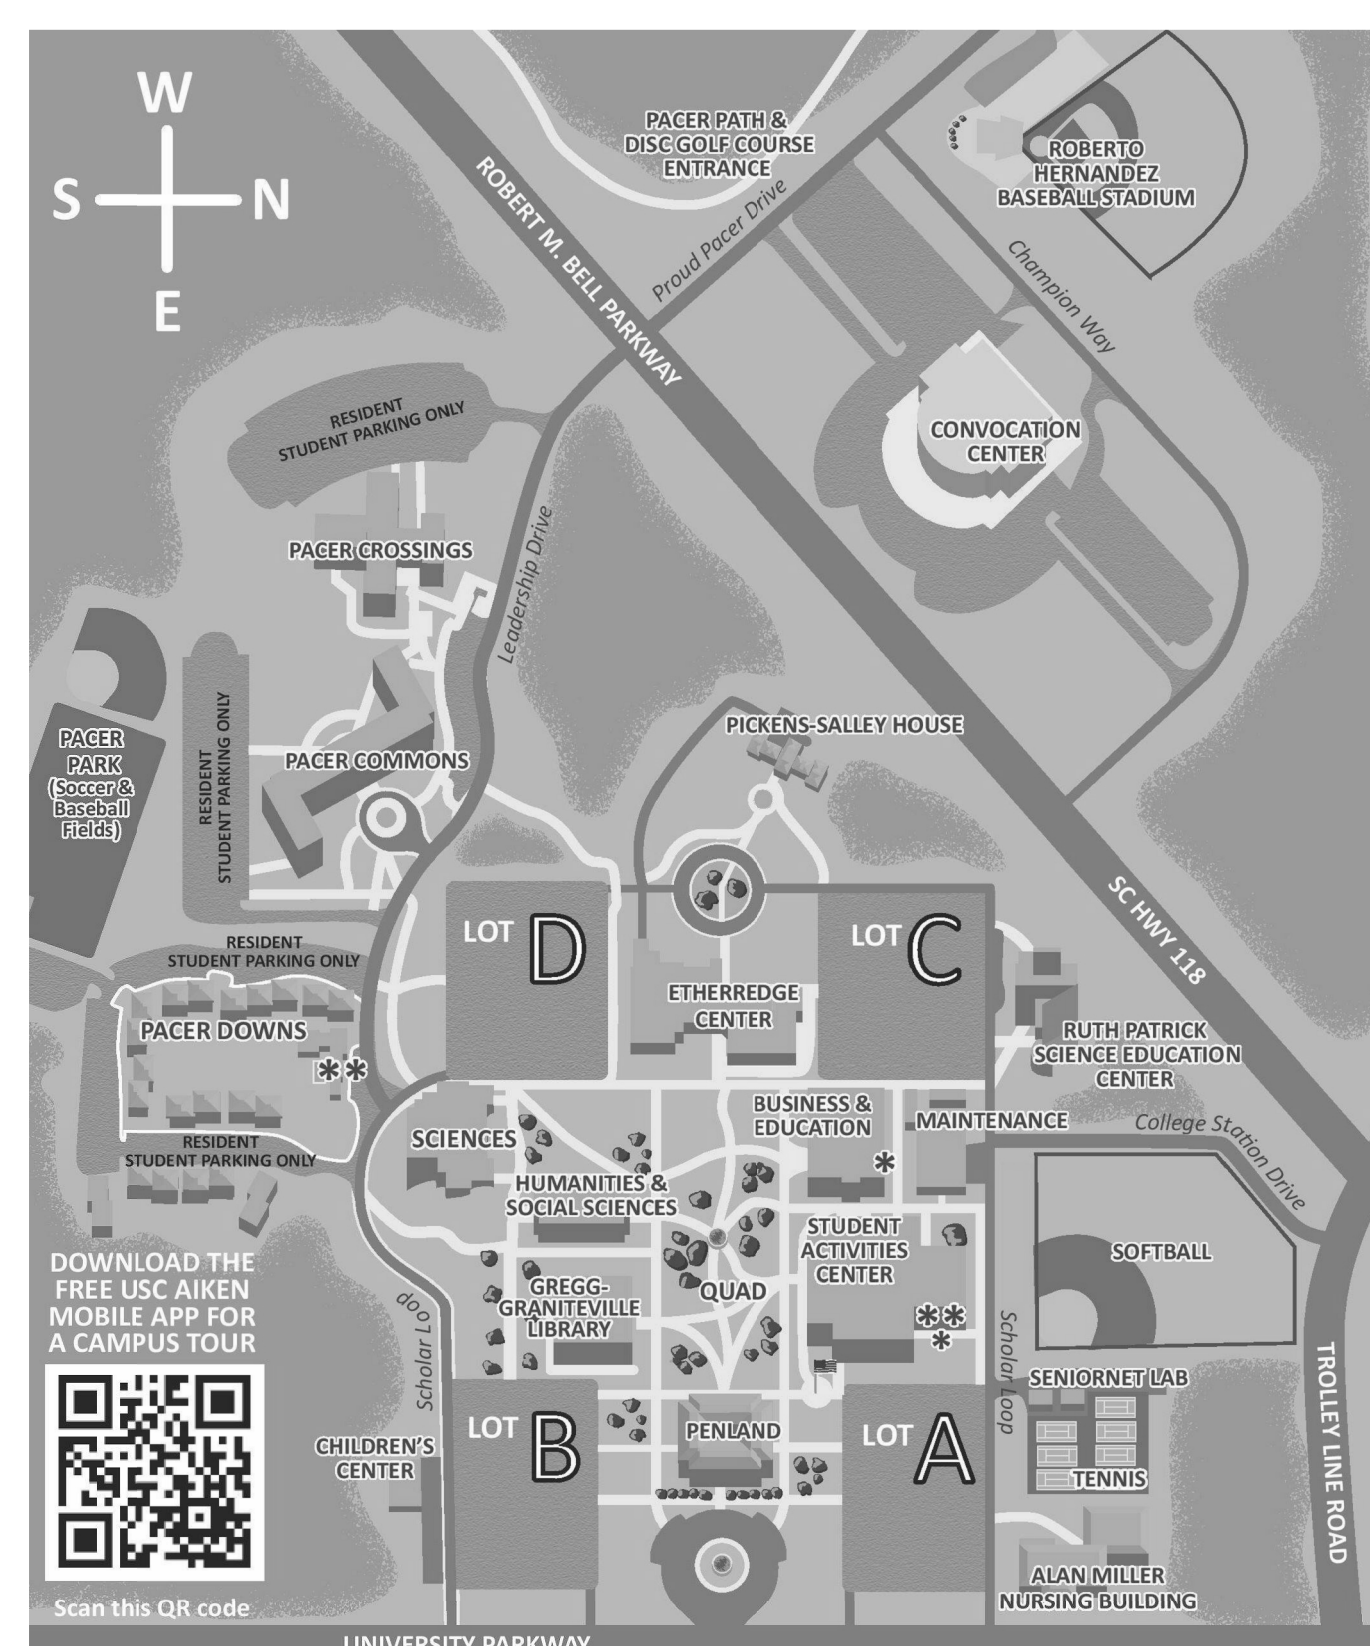 W
S N
E
PACER PATH &
DISC GOLF COURSE
ENTRANCE
ROBERTO
HERNANDEZ
BASEBALL STADIUM
Proud Pacer Drive
ROBERT M. BELL PARKWAY
Champion Way
RESIDENT
STUDENT PARKING ONLY
CONVOCATION
CENTER
PACER CROSSINGS
Leadership Drive
PICKENS-SALLEY HOUSE
PACER
PARK
(Soccer &
Baseball
Fields)
RESIDENT
STUDENT PARKING ONLY
PACER COMMONS
SC HWY 118
LOT D
LOT C
RESIDENT
STUDENT PARKING ONLY
ETHERREDGE
CENTER
PACER DOWNS
**
RUTH PATRICK
SCIENCE EDUCATION
CENTER
BUSINESS &
EDUCATION
*
MAINTENANCE
College Station Drive
SCIENCES
RESIDENT
STUDENT PARKING ONLY
HUMANITIES &
SOCIAL SCIENCES
STUDENT
ACTIVITIES
CENTER
**
*
SOFTBALL
DOWNLOAD THE
FREE USC AIKEN
MOBILE APP FOR
A CAMPUS TOUR
GREGG-
GRANITEVILLE
LIBRARY
QUAD
Scholar Loop
Scholar Loop
TROLLEY LINE ROAD
SENIORNET LAB
LOT B
PENLAND
LOT A
CHILDREN'S
CENTER
TENNIS
ALAN MILLER
NURSING BUILDING
Scan this QR code
UNIVERSITY PARKWAY